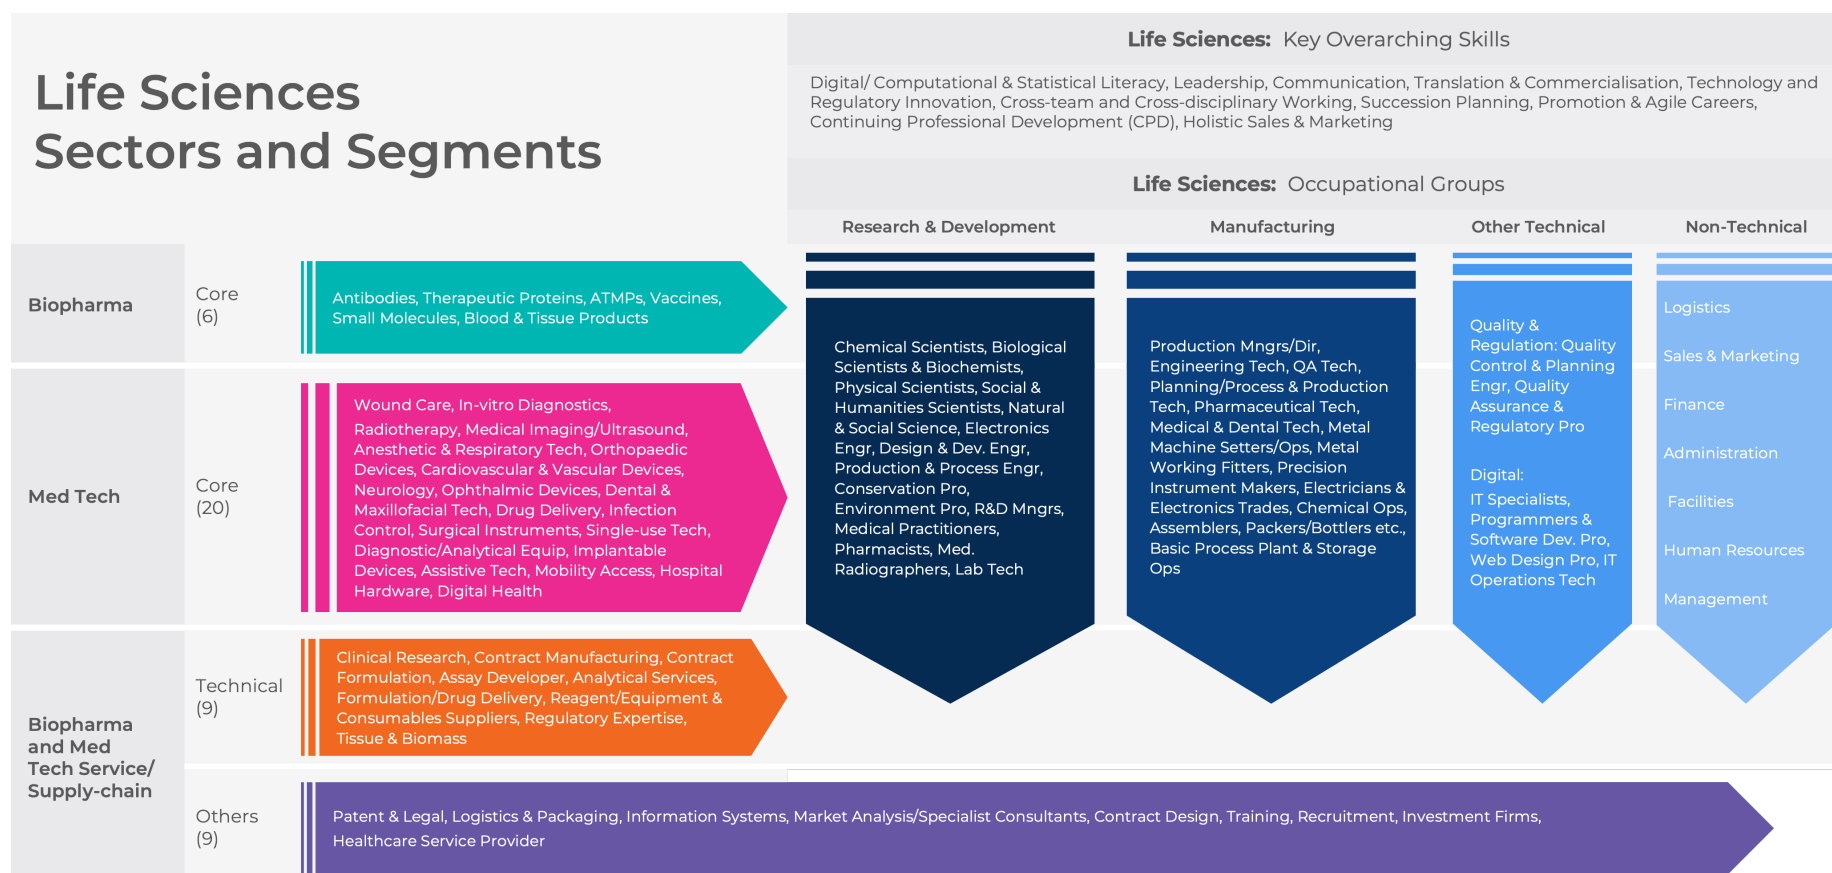 Life Sciences
Sectors and Segments
Life Sciences: Key Overarching Skills
Digital/ Computational & Statistical Literacy, Leadership, Communication, Translation & Commercialisation, Technology and
Regulatory Innovation, Cross-team and Cross-disciplinary Working, Succession Planning, Promotion & Agile Careers,
Continuing Professional Development (CPD), Holistic Sales & Marketing
Life Sciences: Occupational Groups
Research & Development
Manufacturing
Other Technical
Non-Technical
Biopharma
Core
(6)
Antibodies, Therapeutic Proteins, ATMPs, Vaccines,
Small Molecules, Blood & Tissue Products
Med Tech
Core
(20)
Wound Care, In-vitro Diagnostics,
Radiotherapy, Medical Imaging/Ultrasound,
Anesthetic & Respiratory Tech, Orthopaedic
Devices, Cardiovascular & Vascular Devices,
Neurology, Ophthalmic Devices, Dental &
Maxillofacial Tech, Drug Delivery, Infection
Control, Surgical Instruments, Single-use Tech,
Diagnostic/Analytical Equip, Implantable
Devices, Assistive Tech, Mobility Access, Hospital
Hardware, Digital Health
Biopharma
and Med
Tech Service/
Supply-chain
Technical
(9)
Clinical Research, Contract Manufacturing, Contract
Formulation, Assay Developer, Analytical Services,
Formulation/Drug Delivery, Reagent/Equipment &
Consumables Suppliers, Regulatory Expertise,
Tissue & Biomass
Others
(9)
Patent & Legal, Logistics & Packaging, Information Systems, Market Analysis/Specialist Consultants, Contract Design, Training, Recruitment, Investment Firms,
Healthcare Service Provider
Chemical Scientists, Biological
Scientists & Biochemists,
Physical Scientists, Social &
Humanities Scientists, Natural
& Social Science, Electronics
Engr, Design & Dev. Engr,
Production & Process Engr,
Conservation Pro,
Environment Pro, R&D Mngrs,
Medical Practitioners,
Pharmacists, Med.
Radiographers, Lab Tech
Production Mngrs/Dir,
Engineering Tech, QA Tech,
Planning/Process & Production
Tech, Pharmaceutical Tech,
Medical & Dental Tech, Metal
Machine Setters/Ops, Metal
Working Fitters, Precision
Instrument Makers, Electricians &
Electronics Trades, Chemical Ops,
Assemblers, Packers/Bottlers etc.,
Basic Process Plant & Storage
Ops
Quality &
Regulation: Quality
Control & Planning
Engr, Quality
Assurance &
Regulatory Pro
Digital:
IT Specialists,
Programmers &
Software Dev. Pro,
Web Design Pro, IT
Operations Tech
Logistics
Sales & Marketing
Finance
Administration
Facilities
Human Resources
Management